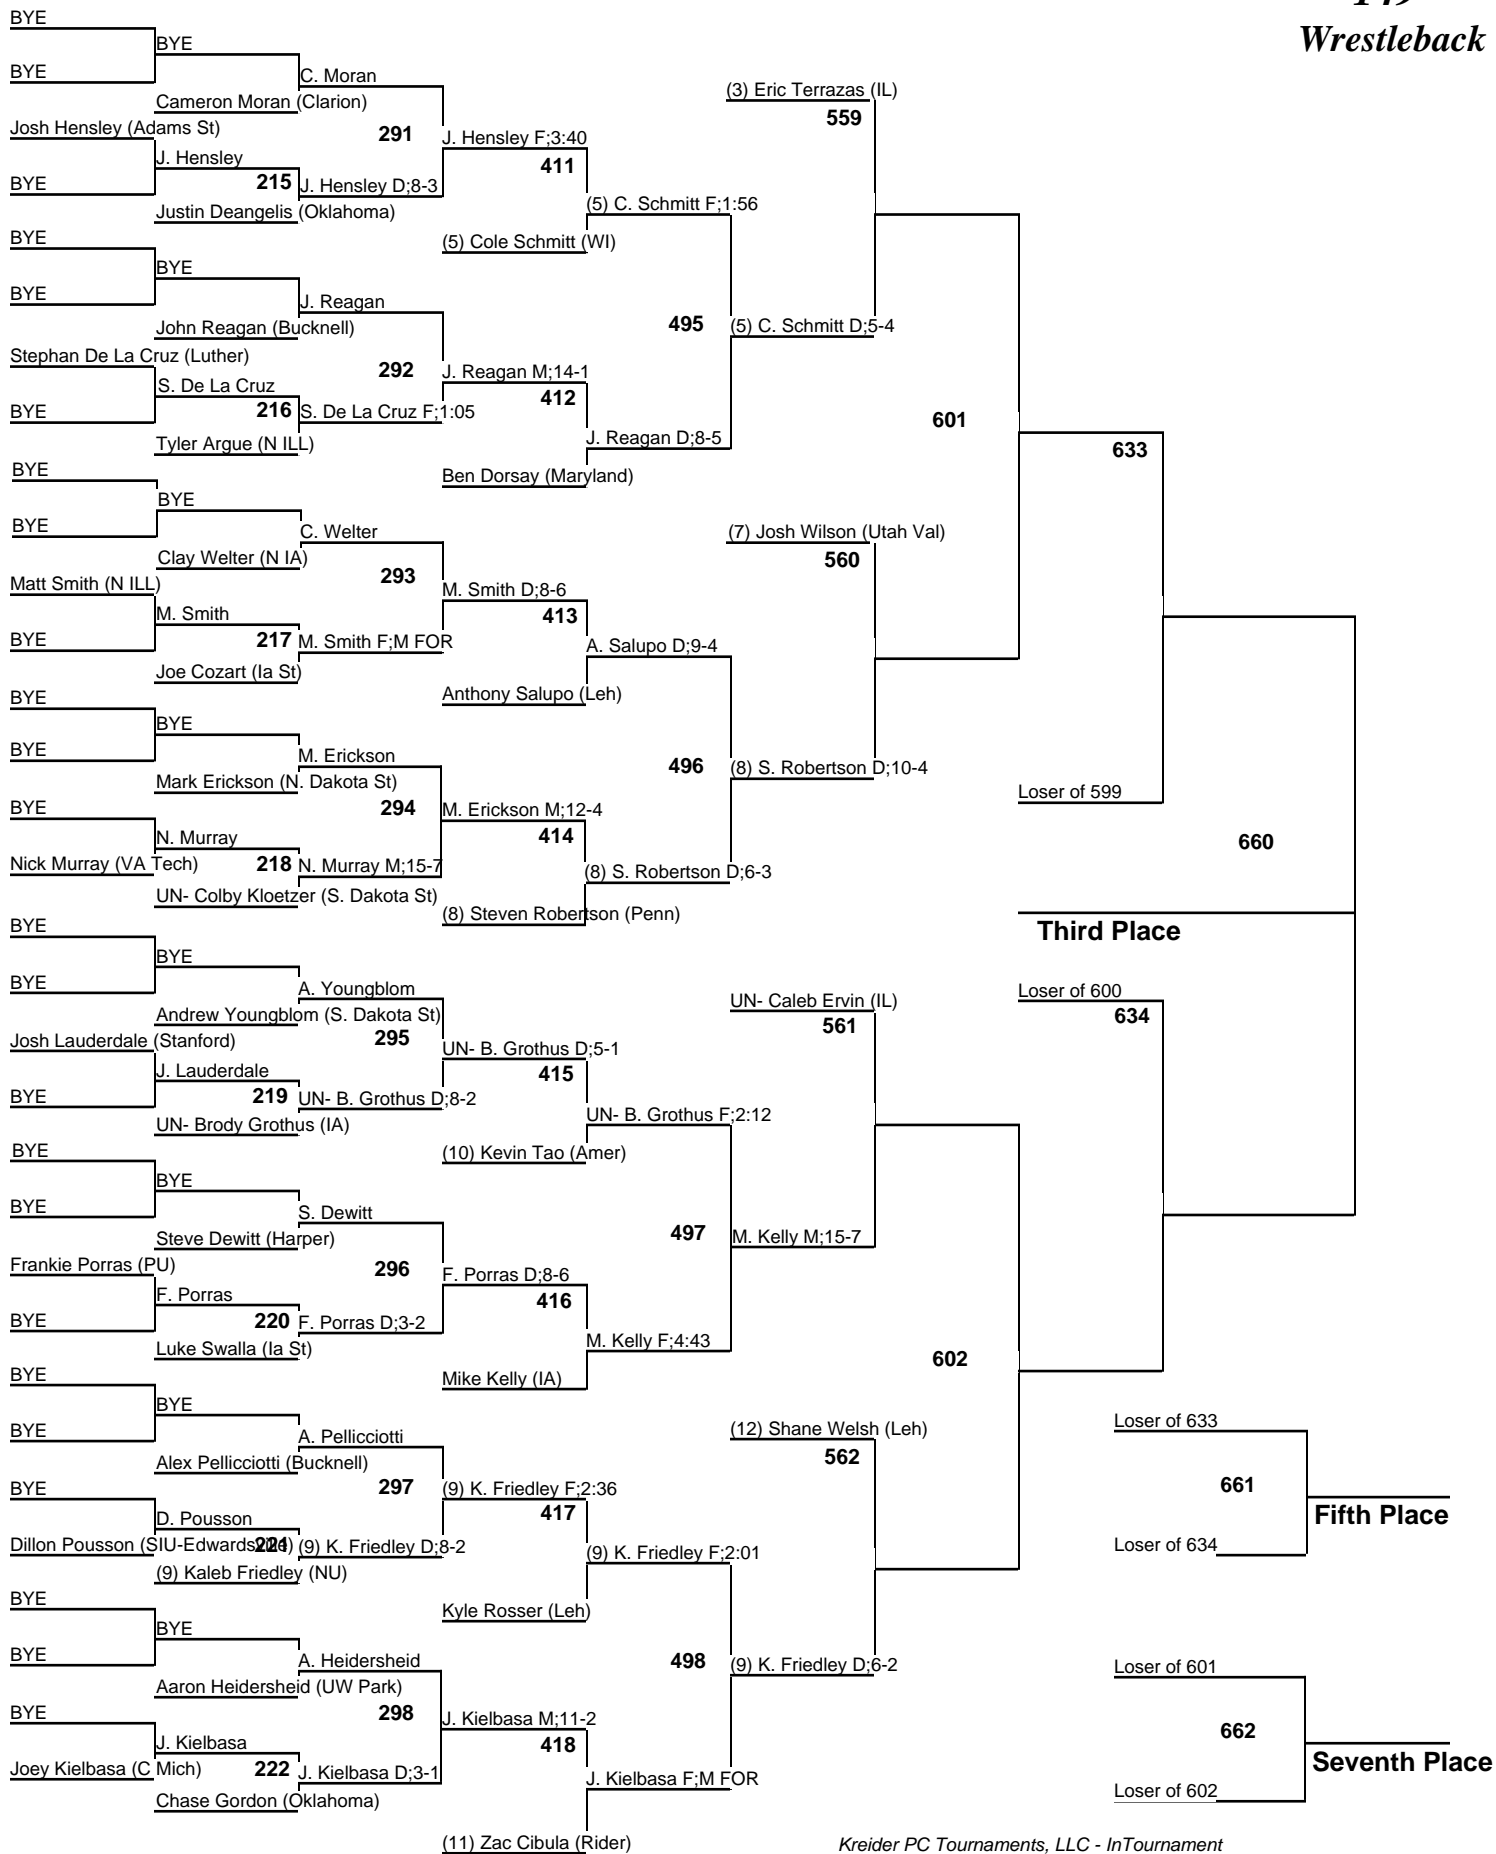 Wrestleback
BYE
BYE
BYE
C. Moran
Cameron Moran (Clarion)
(3) Eric Terrazas (IL)
559
Josh Hensley (Adams St)
291
J. Hensley F;3:40
J. Hensley
411
BYE
215
J. Hensley D;8-3
Justin Deangelis (Oklahoma)
(5) C. Schmitt F;1:56
BYE
(5) Cole Schmitt (WI)
BYE
BYE
J. Reagan
John Reagan (Bucknell)
495
(5) C. Schmitt D;5-4
Stephan De La Cruz (Luther)
292
J. Reagan M;14-1
S. De La Cruz
412
BYE
216
S. De La Cruz F;1:05
601
Tyler Argue (N ILL)
J. Reagan D;8-5
633
BYE
Ben Dorsay (Maryland)
BYE
BYE
C. Welter
(7) Josh Wilson (Utah Val)
Clay Welter (N IA)
560
Matt Smith (N ILL)
293
M. Smith D;8-6
M. Smith
413
BYE
217
M. Smith F;M FOR
A. Salupo D;9-4
Joe Cozart (Ia St)
BYE
Anthony Salupo (Leh)
BYE
BYE
M. Erickson
Mark Erickson (N. Dakota St)
496
(8) S. Robertson D;10-4
Loser of 599
BYE
294
M. Erickson M;12-4
N. Murray
414
660
Nick Murray (VA Tech)
218
N. Murray M;15-7
(8) S. Robertson D;6-3
UN- Colby Kloetzer (S. Dakota St)
(8) Steven Robertson (Penn)
BYE
Third Place
BYE
BYE
A. Youngblom
Loser of 600
UN- Caleb Ervin (IL)
Andrew Youngblom (S. Dakota St)
634
561
Josh Lauderdale (Stanford)
295
UN- B. Grothus D;5-1
J. Lauderdale
415
BYE
219
UN- B. Grothus D;8-2
UN- Brody Grothus (IA)
UN- B. Grothus F;2:12
BYE
(10) Kevin Tao (Amer)
BYE
BYE
S. Dewitt
Steve Dewitt (Harper)
497
M. Kelly M;15-7
Frankie Porras (PU)
296
F. Porras D;8-6
F. Porras
416
BYE
220
F. Porras D;3-2
Luke Swalla (Ia St)
M. Kelly F;4:43
602
BYE
Mike Kelly (IA)
BYE
BYE
A. Pellicciotti
(12) Shane Welsh (Leh)
Loser of 633
Alex Pellicciotti (Bucknell)
562
BYE
297
(9) K. Friedley F;2:36
661
D. Pousson
417
Fifth Place
Dillon Pousson (SIU-Edwardsville)
221
(9) K. Friedley D;8-2
(9) K. Friedley F;2:01
Loser of 634
(9) Kaleb Friedley (NU)
BYE
Kyle Rosser (Leh)
BYE
BYE
A. Heidersheid
498
(9) K. Friedley D;6-2
Loser of 601
Aaron Heidersheid (UW Park)
BYE
298
J. Kielbasa M;11-2
662
J. Kielbasa
418
Seventh Place
Joey Kielbasa (C Mich)
222
J. Kielbasa D;3-1
J. Kielbasa F;M FOR
Chase Gordon (Oklahoma)
Loser of 602
(11) Zac Cibula (Rider)
Kreider PC Tournaments, LLC - InTournament